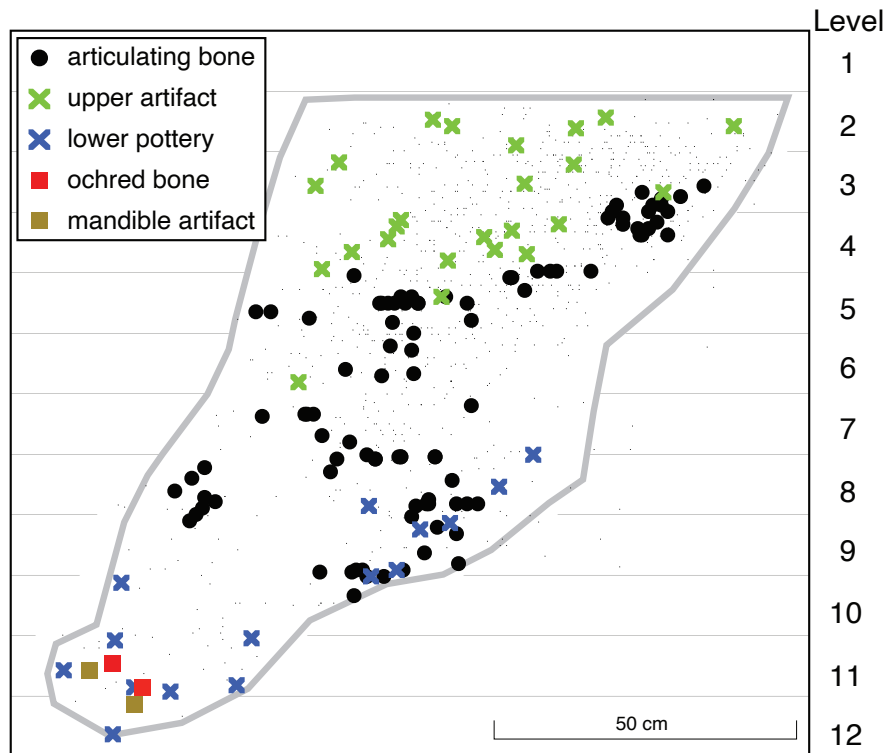 Level
articulating bone
upper artifact
lower pottery
ochred bone
mandible artifact
1
2
3
4
5
6
7
8
9
10
11
12
50 cm